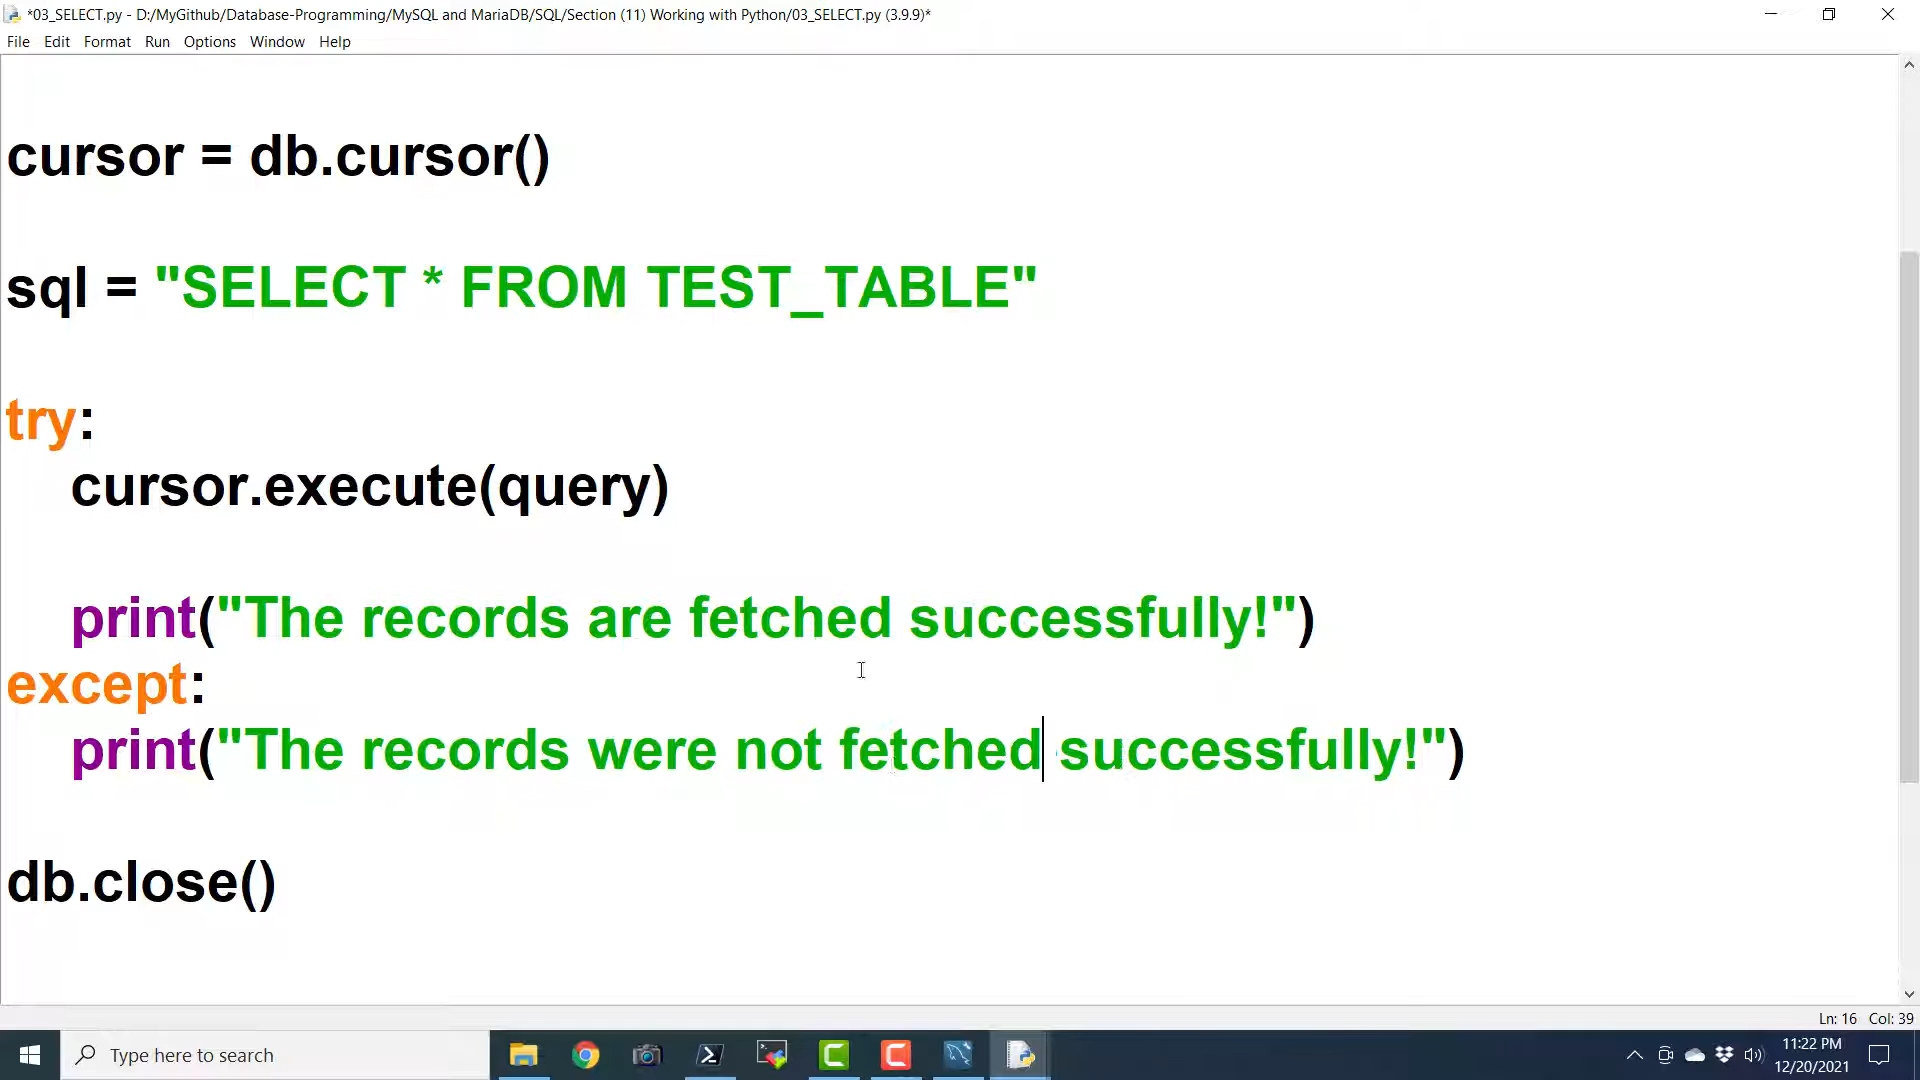 *03_SELECT.py - D:/MyGithub/Database-Programming/MySQL and MariaDB/SQL/Section (11) Working with Python/03_SELECT.py (3.9.9)*
File Edit Format Run Options Window Help
cursor = db.cursor()
sql = "SELECT * FROM TEST_TABLE"
try:
cursor.execute(query)
print("The records are fetched successfully!")
except:
print("The records were not fetched successfully!")
db.close()
Ln: 16 Col: 39
Type here to search
11:22 PM
12/20/2021